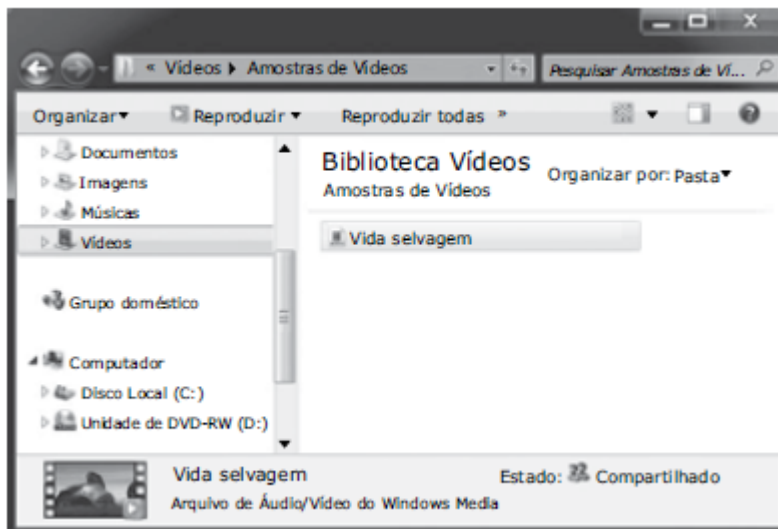 « Vídeos Amostras de Vídeos Pesquisar Amostras de Ví...
Organizar Reproduzir Reproduzir todas »
Documentos
Imagens
Músicas
Vídeos
Grupo doméstico
Computador
Disco Local (C:)
Unidade de DVD-RW (D:)
Biblioteca Vídeos
Amostras de Vídeos
Organizar por: Pasta
Vida selvagem
Vida selvagem
Arquivo de Áudio/Vídeo do Windows Media
Estado: Compartilhado